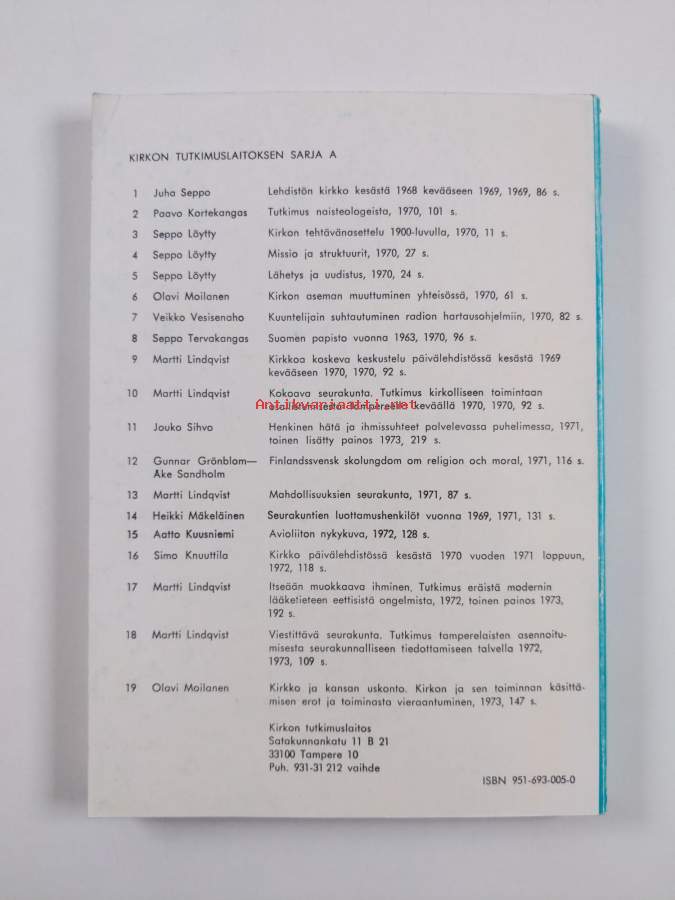 KIRKON TUTKIMUSLAITOKSEN SARJA A
1 Juha Seppo Lehdistön kirkko kesästä 1968 kevääseen 1969, 1969, 86 s.
2 Paavo Kortekangas Tutkimus naisteologeista, 1970, 101 s.
3 Seppo Löytty Kirkon tehtävänasettelu 1900-luvulla, 1970, 11 s.
4 Seppo Löytty Missio ja struktuurit, 1970, 27 s.
5 Seppo Löytty Lähetys ja uudistus, 1970, 24 s.
6 Olavi Moilanen Kirkon aseman muuttuminen yhteisössä, 1970, 61 s.
7 Veikko Vesisenaho Kuuntelijain suhtautuminen radion hartausohjelmiin, 1970, 82 s.
8 Seppo Tervakangas Suomen papisto vuonna 1963, 1970, 96 s.
9 Martti Lindqvist Kirkkoa koskeva keskustelu päivälehdistössä kesästä 1969
kevääseen 1970, 1970, 92 s.
10 Martti Lindqvist Kokoava seurakunta. Tutkimus kirkolliseen toimintaan
Antikvariaatti.net
keväällä 1970, 1970, 92 s.
11 Jouko Sihvo Henkinen hätä ja ihmissuhteet palvelevassa puhelimessa, 1971,
toinen lisätty painos 1973, 219 s.
12 Gunnar Grönblom— Finlandssvensk skolungdom om religion och moral, 1971, 116 s.
Åke Sandholm
13 Martti Lindqvist Mahdollisuuksien seurakunta, 1971, 87 s.
14 Heikki Mäkeläinen Seurakuntien luottamushenkilöt vuonna 1969, 1971, 131 s.
15 Aatto Kuusniemi Avioliiton nykykuva, 1972, 128 s.
16 Simo Knuuttila Kirkko päivälehdistössä kesästä 1970 vuoden 1971 loppuun,
1972, 118 s.
17 Martti Lindqvist Itseään muokkaava ihminen. Tutkimus eräistä modernin
lääketieteen eettisistä ongelmista, 1972, toinen painos 1973,
192 s.
18 Martti Lindqvist Viestittävä seurakunta. Tutkimus tamperelaisten asennoitu-
misesta seurakunnalliseen tiedottamiseen talvella 1972,
1973, 109 s.
19 Olavi Moilanen Kirkko ja kansan uskonto. Kirkon ja sen toiminnan käsittä-
misen erot ja toiminasta vieraantuminen, 1973, 147 s.
Kirkon tutkimuslaitos
Satakunnankatu 11 B 21
33100 Tampere 10
Puh. 931-31 212 vaihde
ISBN 951-693-005-0